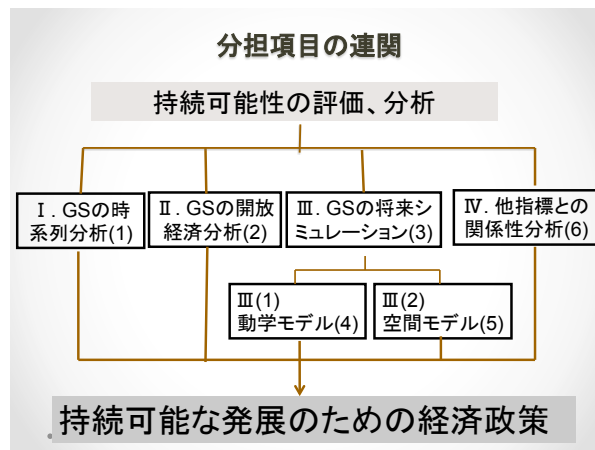 分担項目の連関
持続可能性の評価、分析
Ⅰ. GSの時
系列分析(1)
Ⅱ. GSの開放
経済分析(2)
Ⅲ. GSの将来シ
ミュレーション(3)
Ⅳ. 他指標との
関係性分析(6)
Ⅲ(1)
動学モデル(4)
Ⅲ(2)
空間モデル(5)
持続可能な発展のための経済政策